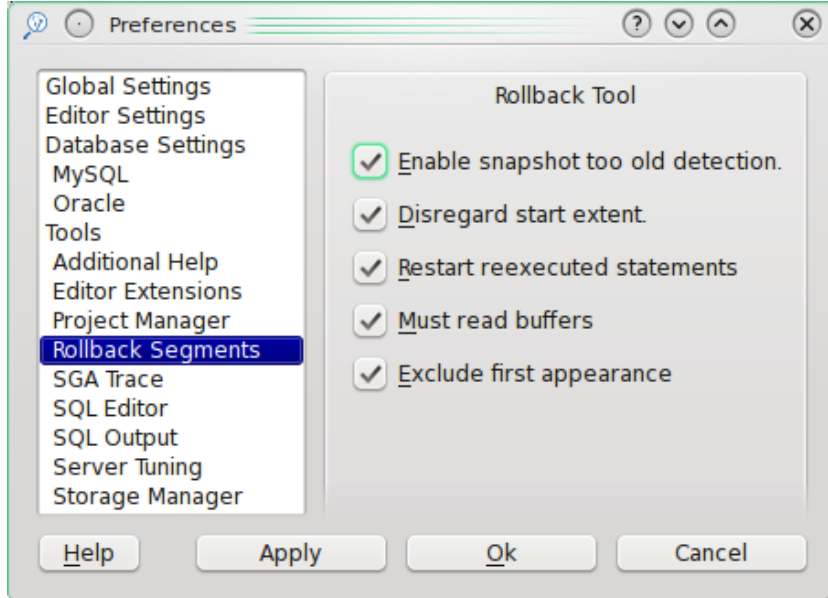 Preferences
Global Settings
Editor Settings
Database Settings
MySQL
Oracle
Tools
Additional Help
Editor Extensions
Project Manager
Rollback Segments
SGA Trace
SQL Editor
SQL Output
Server Tuning
Storage Manager
Rollback Tool
Enable snapshot too old detection.
Disregard start extent.
Restart reexecuted statements
Must read buffers
Exclude first appearance
Help
Apply
Ok
Cancel